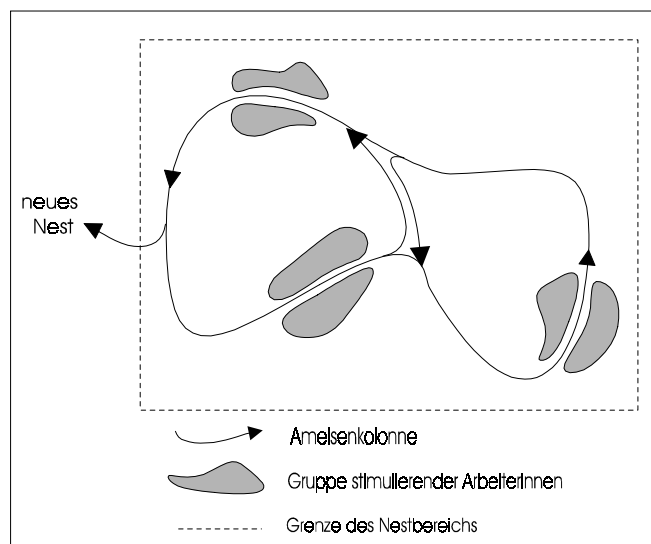 neues
Nest
Ameisenkolonne
Gruppe stimulierender ArbeiterInnen
Grenze des Nestbereichs